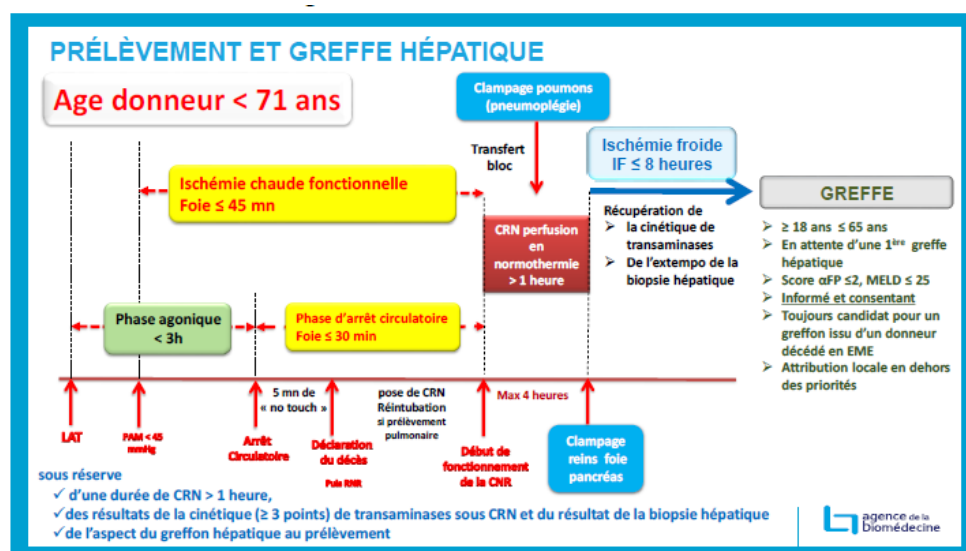 PRÉLÈVEMENT ET GREFFE HÉPATIQUE
Age donneur < 71 ans
Clampage poumons
(pneumoplégie)
Transfert
bloc
Ischémie froide
IF ≤ 8 heures
Ischémie chaude fonctionnelle
Foie ≤ 45 mn
CRN perfusion
en
normothermie
> 1 heure
Récupération de
➢ la cinétique de
transaminases
➢ De l'extempo de la
biopsie hépatique
GREFFE
➢ ≥ 18 ans ≤ 65 ans
➢ En attente d'une 1ère greffe
hépatique
➢ Score αFP ≤2, MELD ≤ 25
➢ Informé et consentant
➢ Toujours candidat pour un
greffon issu d'un donneur
décédé en EME
➢ Attribution locale en dehors
des priorités
Phase agonique
< 3h
Phase d'arrêt circulatoire
Foie ≤ 30 min
5 mn de
« no touch »
pose de CRN
Réintubation
si prélèvement
pulmonaire
Max 4 heures
LAT
PAM < 45
mmHg
Arrêt
Circulatoire
Déclaration
du décès
Puis RNR
Début de
fonctionnement
de la CNR
Clampage
reins foie
pancréas
sous réserve
✓ d'une durée de CRN > 1 heure,
✓ des résultats de la cinétique (≥ 3 points) de transaminases sous CRN et du résultat de la biopsie hépatique
✓ de l'aspect du greffon hépatique au prélèvement
agence de la
biomédecine